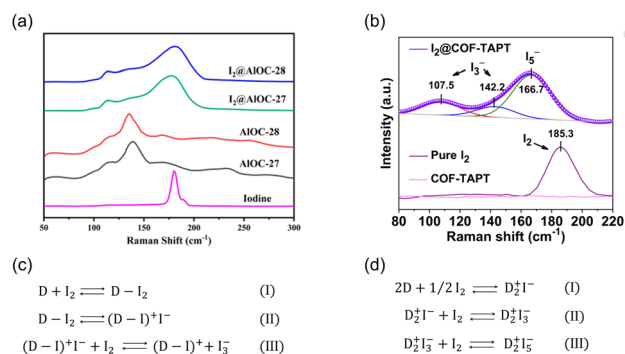 (a)
I₂@AlOC-28
I₂@AlOC-27
AlOC-28
AlOC-27
Iodine
50 100 150 200 250 300
Raman Shift (cm⁻¹)
(b)
Intensity (a.u.)
I₂@COF-TAPT
I₃⁻
I₅⁻
107.5
142.2
166.7
185.3
I₂
Pure I₂
COF-TAPT
80 100 120 140 160 180 200 220
Raman shift (cm⁻¹)
(c)
D + I₂ ⇌ D − I₂ (I)
D − I₂ ⇌ (D − I)⁺I⁻ (II)
(D − I)⁺I⁻ + I₂ ⇌ (D − I)⁺ + I₃⁻ (III)
(d)
2D + 1/2 I₂ ⇌ D₂⁺I⁻ (I)
D₂⁺I⁻ + I₂ ⇌ D₂⁺I₃⁻ (II)
D₂⁺I₃⁻ + I₂ ⇌ D₂⁺I₅⁻ (III)